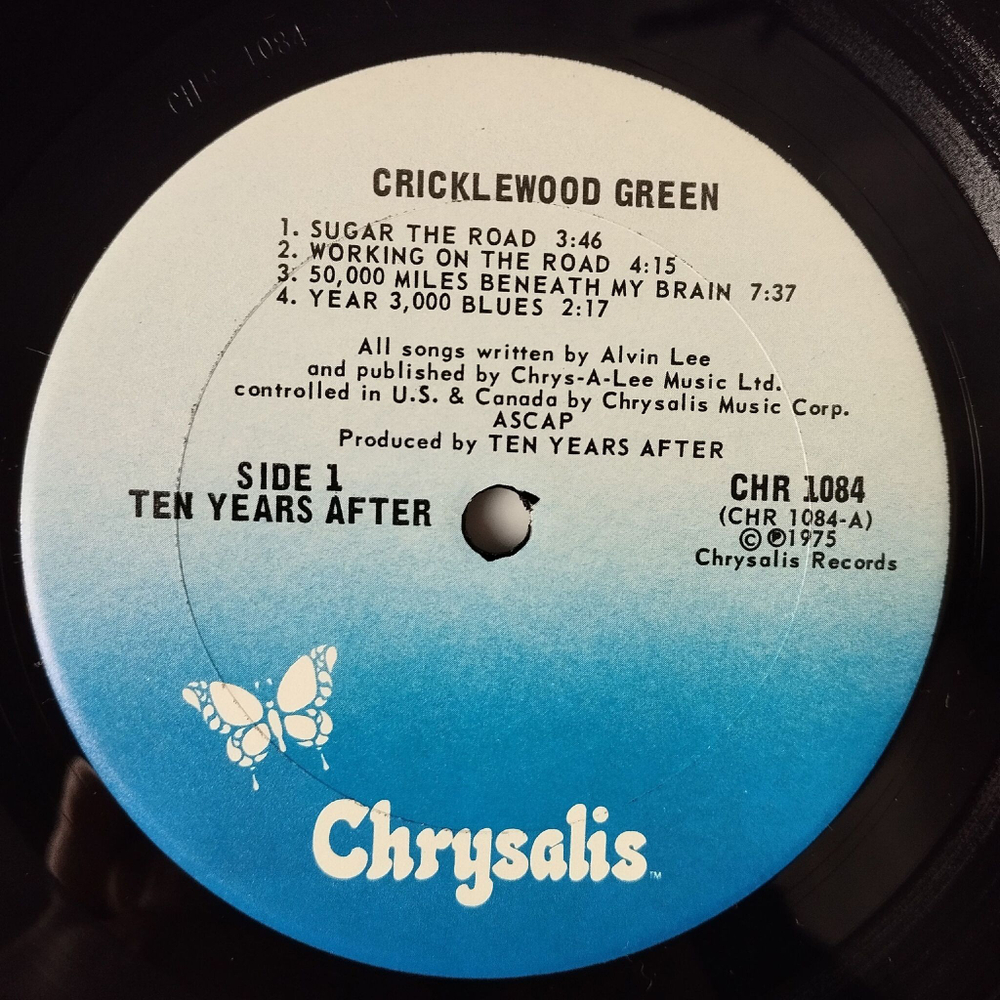 CHR 1084
CRICKLEWOOD GREEN
1. SUGAR THE ROAD 3:46
2. WORKING ON THE ROAD 4:15
3. 50,000 MILES BENEATH MY BRAIN 7:37
4. YEAR 3,000 BLUES 2:17
All songs written by Alvin Lee
and published by Chrys-A-Lee Music Ltd.
controlled in U.S. & Canada by Chrysalis Music Corp.
ASCAP
Produced by TEN YEARS AFTER
SIDE 1
TEN YEARS AFTER
CHR 1084
(CHR 1084-A)
© ℗1975
Chrysalis Records
Chrysalis™